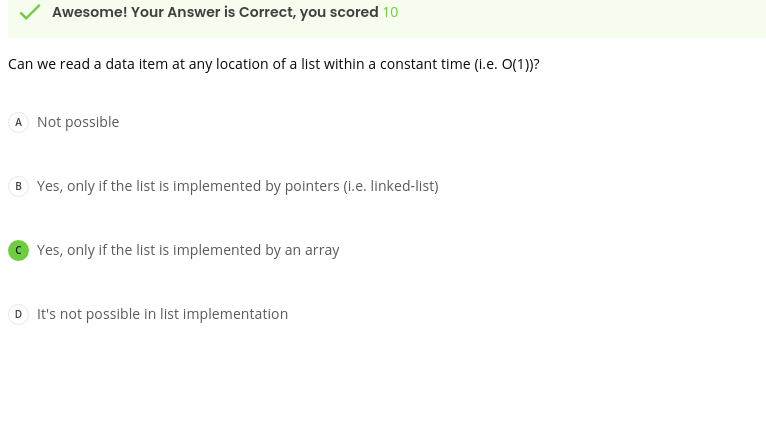 Awesome! Your Answer is Correct, you scored 10
Can we read a data item at any location of a list within a constant time (i.e. O(1))?
A Not possible
B Yes, only if the list is implemented by pointers (i.e. linked-list)
C Yes, only if the list is implemented by an array
D It's not possible in list implementation